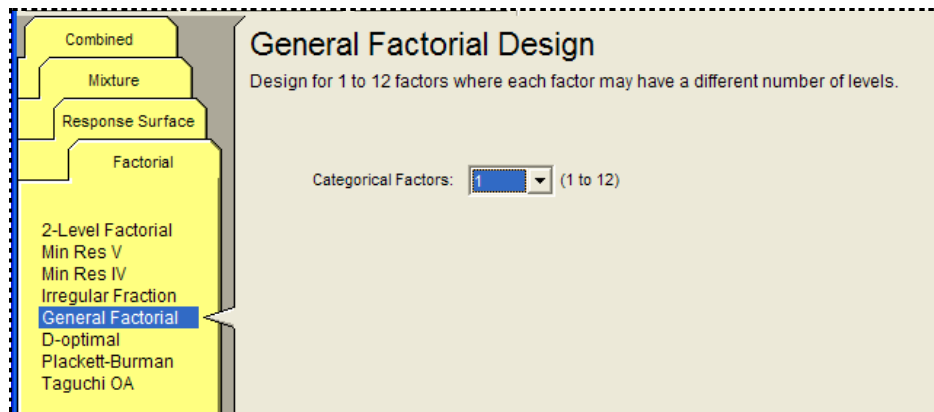 Combined
Mixture
Response Surface
Factorial
2-Level Factorial
Min Res V
Min Res IV
Irregular Fraction
General Factorial
D-optimal
Plackett-Burman
Taguchi OA
General Factorial Design
Design for 1 to 12 factors where each factor may have a different number of levels.
Categorical Factors: 1 (1 to 12)